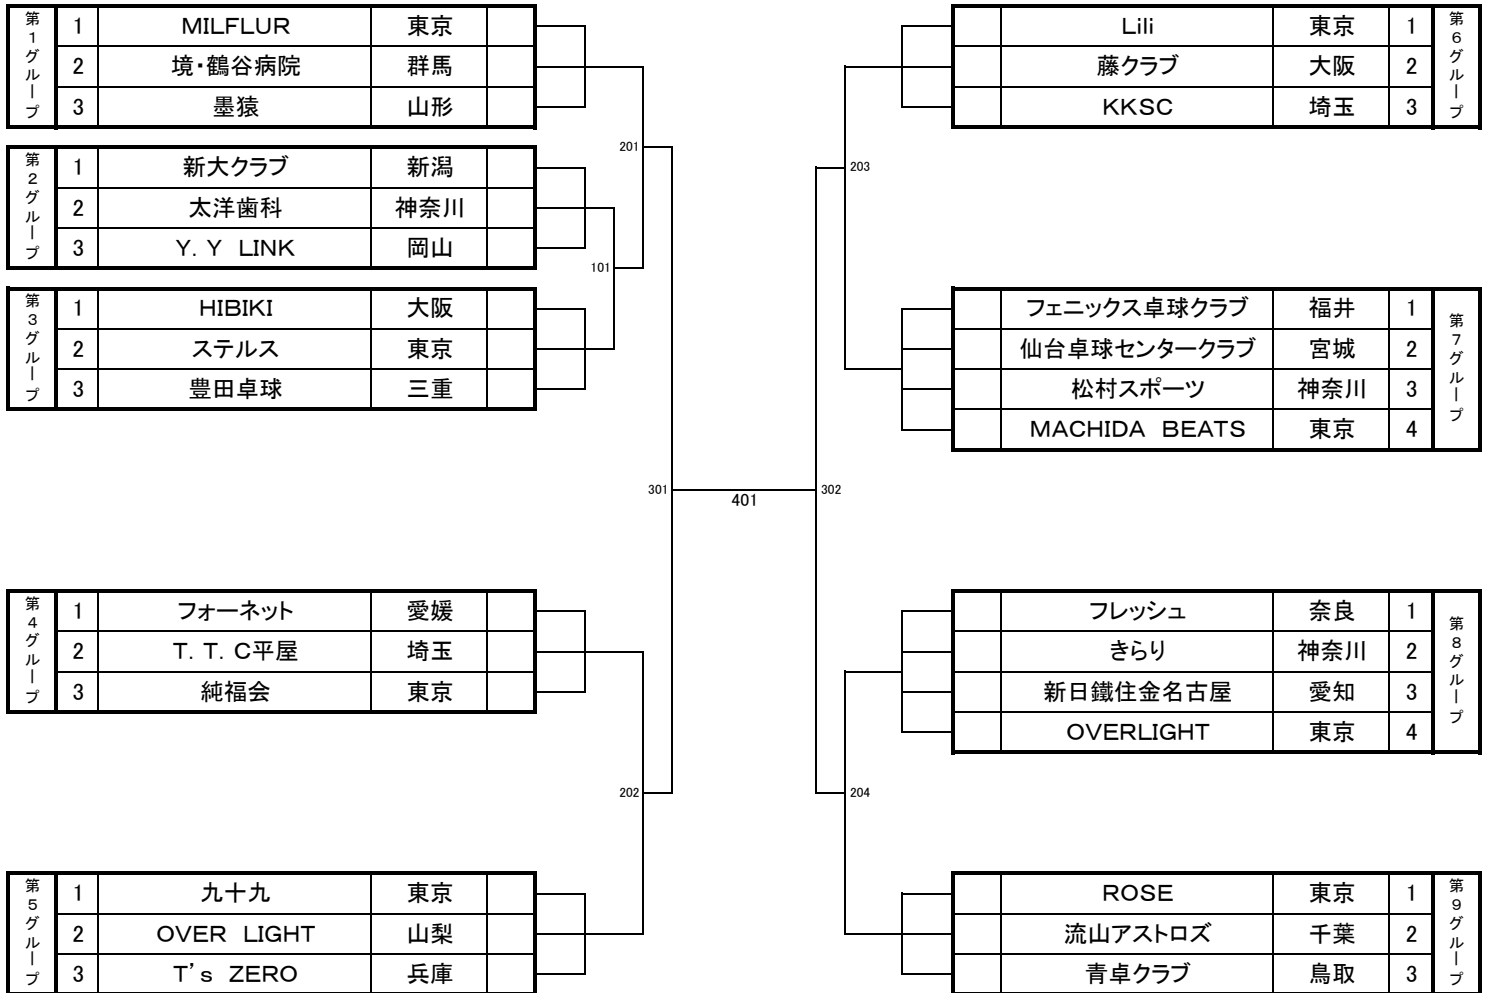 第1グループ
1 MILFLUR 東京
2 境・鶴谷病院 群馬
3 墨猿 山形
第2グループ
1 新大クラブ 新潟
2 太洋歯科 神奈川
3 Y.Y LINK 岡山
第3グループ
1 HIBIKI 大阪
2 ステルス 東京
3 豊田卓球 三重
第4グループ
1 フォーネット 愛媛
2 T.T.C平屋 埼玉
3 純福会 東京
第5グループ
1 九十九 東京
2 OVER LIGHT 山梨
3 T's ZERO 兵庫
201
101
301
202
401
302
203
204
Lili 東京 1
藤クラブ 大阪 2
KKSC 埼玉 3
第6グループ
フェニックス卓球クラブ 福井 1
仙台卓球センタークラブ 宮城 2
松村スポーツ 神奈川 3
MACHIDA BEATS 東京 4
第7グループ
フレッシュ 奈良 1
きらり 神奈川 2
新日鐵住金名古屋 愛知 3
OVERLIGHT 東京 4
第8グループ
ROSE 東京 1
流山アストロズ 千葉 2
青卓クラブ 鳥取 3
第9グループ